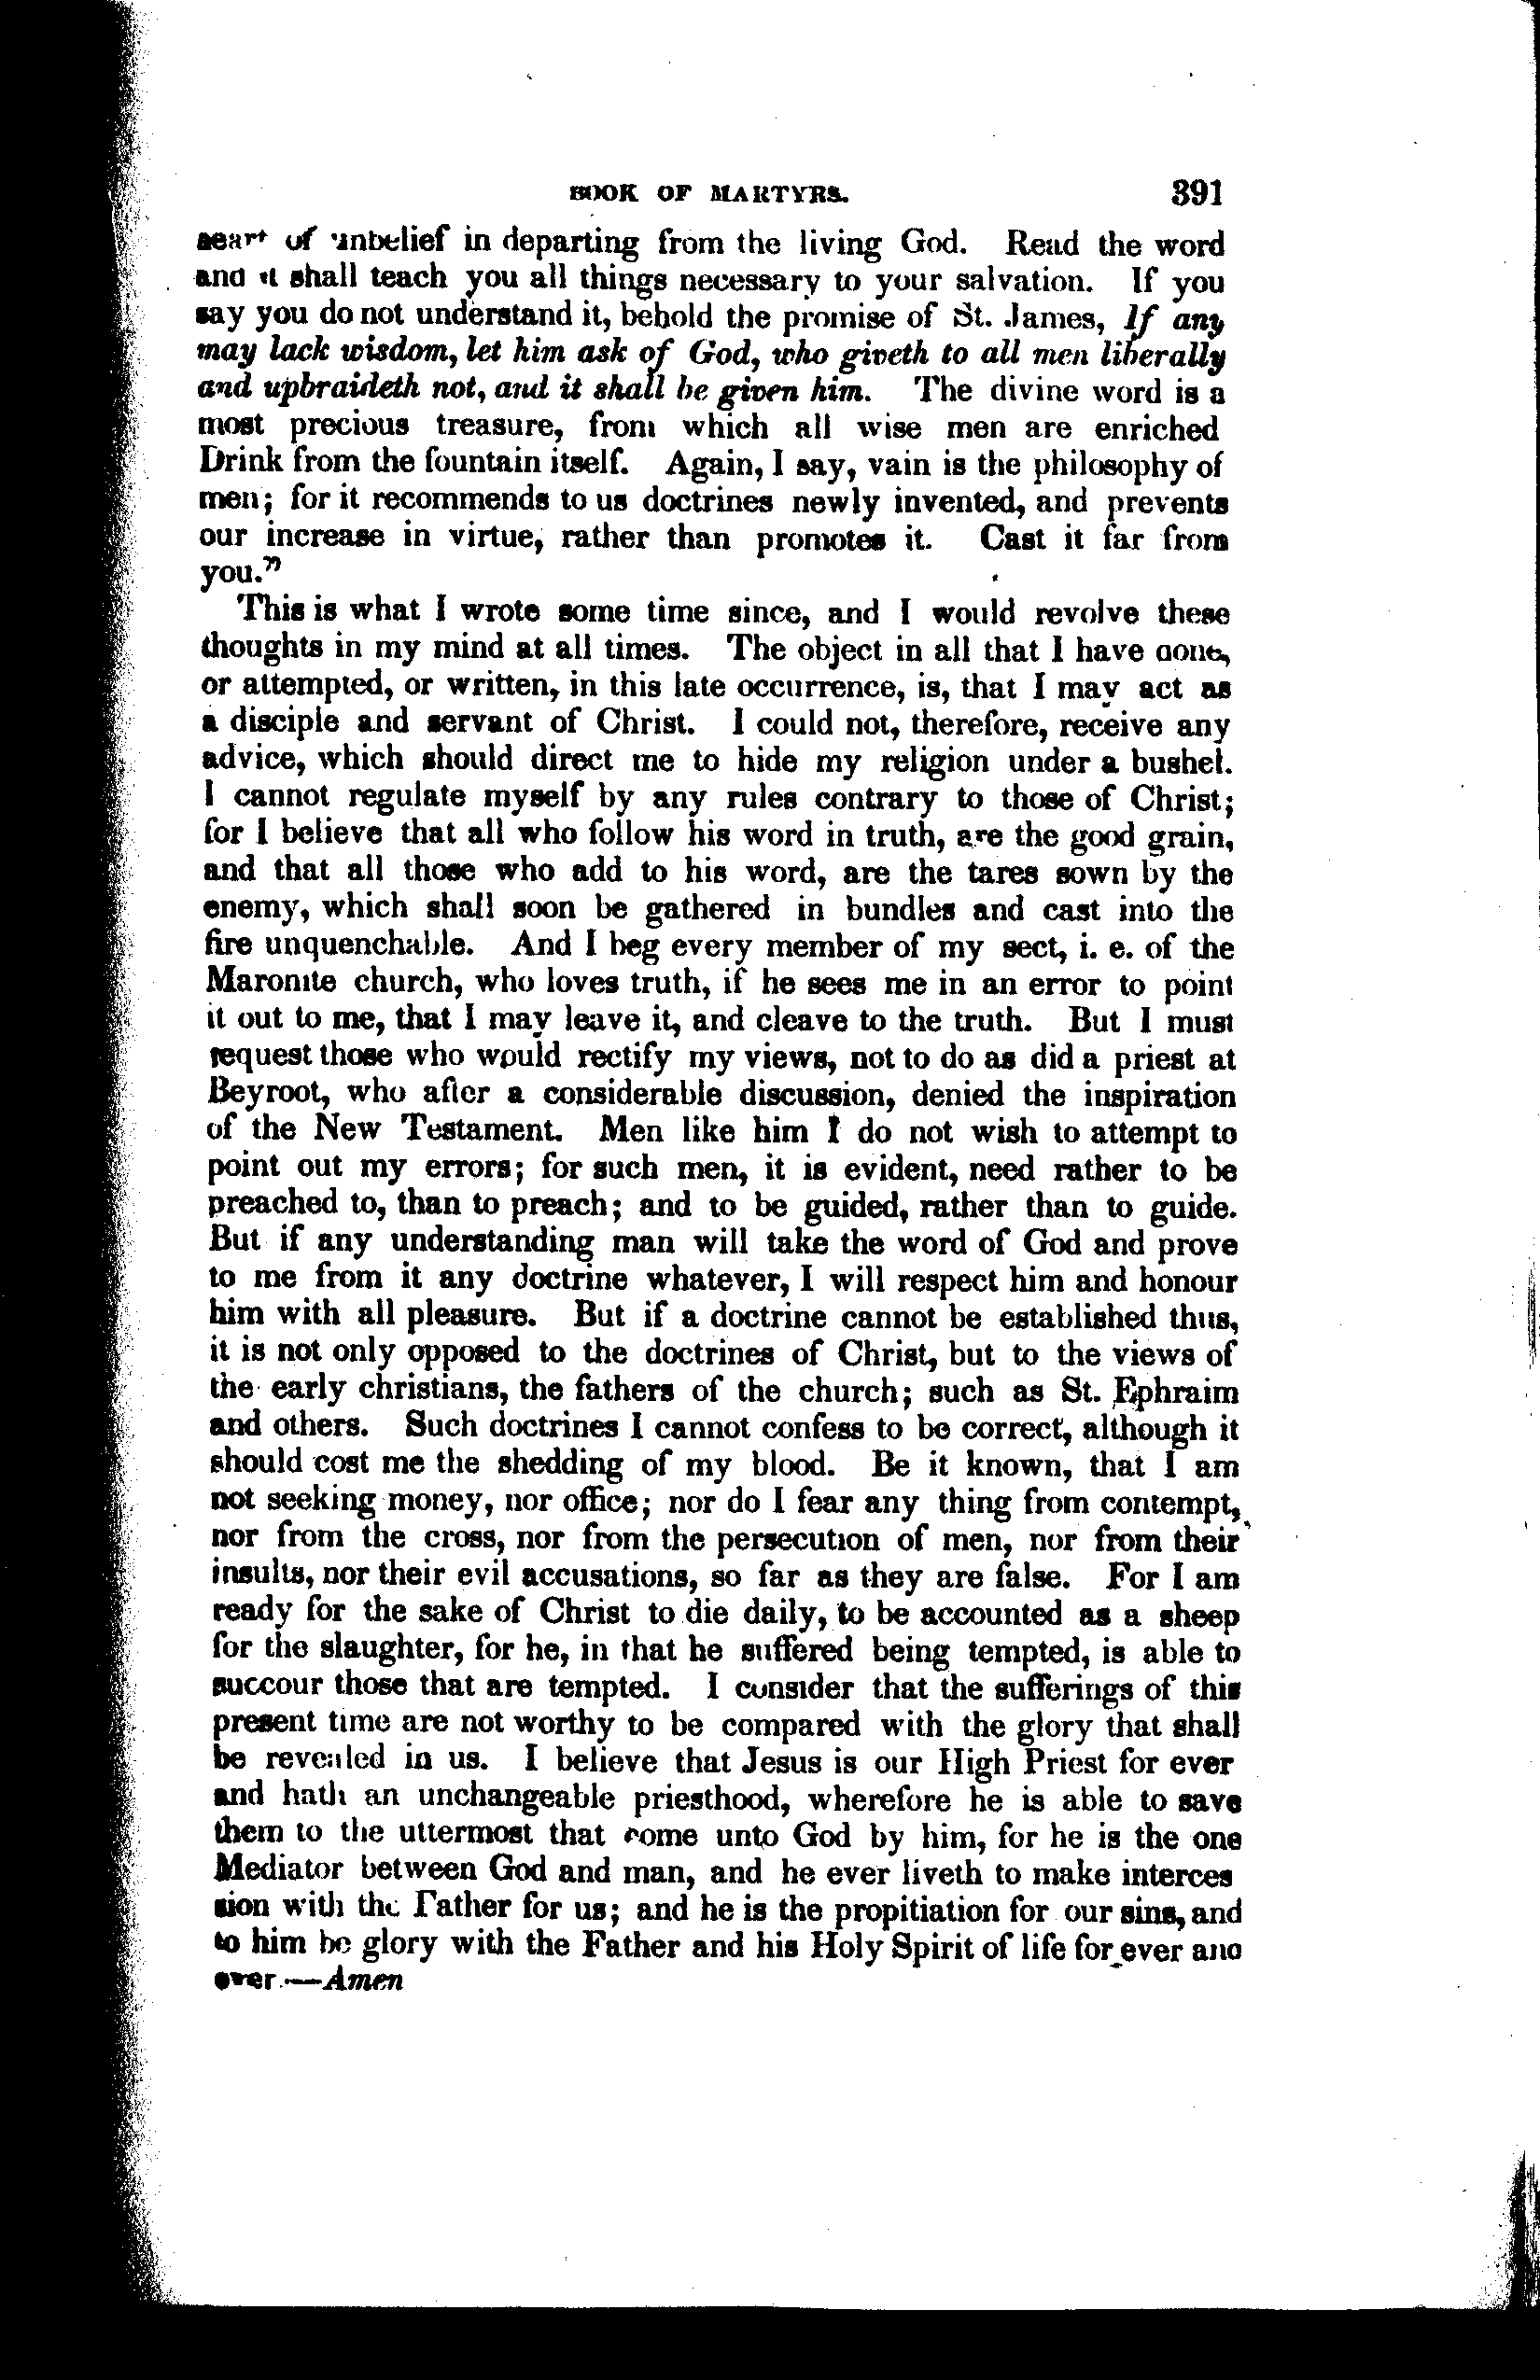 BOOK OF MARTYRS. 391
heart of unbelief in departing from the living God. Read the word
and it shall teach you all things necessary to your salvation. If you
say you do not understand it, behold the promise of St. James, If any
may lack wisdom, let him ask of God, who giveth to all men liberally
and upbraideth not, and it shall be given him. The divine word is a
most precious treasure, from which all wise men are enriched
Drink from the fountain itself. Again, I say, vain is the philosophy of
men; for it recommends to us doctrines newly invented, and prevents
our increase in virtue, rather than promotes it. Cast it far from
you."
This is what I wrote some time since, and I would revolve these
thoughts in my mind at all times. The object in all that I have done,
or attempted, or written, in this late occurrence, is, that I may act as
a disciple and servant of Christ. I could not, therefore, receive any
advice, which should direct me to hide my religion under a bushel.
I cannot regulate myself by any rules contrary to those of Christ;
for I believe that all who follow his word in truth, are the good grain,
and that all those who add to his word, are the tares sown by the
enemy, which shall soon be gathered in bundles and cast into the
fire unquenchable. And I beg every member of my sect, i. e. of the
Maronite church, who loves truth, if he sees me in an error to point
it out to me, that I may leave it, and cleave to the truth. But I must
request those who would rectify my views, not to do as did a priest at
Beyroot, who after a considerable discussion, denied the inspiration
of the New Testament. Men like him I do not wish to attempt to
point out my errors; for such men, it is evident, need rather to be
preached to, than to preach; and to be guided, rather than to guide.
But if any understanding man will take the word of God and prove
to me from it any doctrine whatever, I will respect him and honour
him with all pleasure. But if a doctrine cannot be established thus,
it is not only opposed to the doctrines of Christ, but to the views of
the early christians, the fathers of the church; such as St. Ephraim
and others. Such doctrines I cannot confess to be correct, although it
should cost me the shedding of my blood. Be it known, that I am
not seeking money, nor office; nor do I fear any thing from contempt,
nor from the cross, nor from the persecution of men, nor from their
insults, nor their evil accusations, so far as they are false. For I am
ready for the sake of Christ to die daily, to be accounted as a sheep
for the slaughter, for he, in that he suffered being tempted, is able to
succour those that are tempted. I consider that the sufferings of this
present time are not worthy to be compared with the glory that shall
be revealed in us. I believe that Jesus is our High Priest for ever
and hath an unchangeable priesthood, wherefore he is able to save
them to the uttermost that come unto God by him, for he is the one
Mediator between God and man, and he ever liveth to make interces
sion with the Father for us; and he is the propitiation for our sins, and
to him be glory with the Father and his Holy Spirit of life for ever and
ever.—Amen